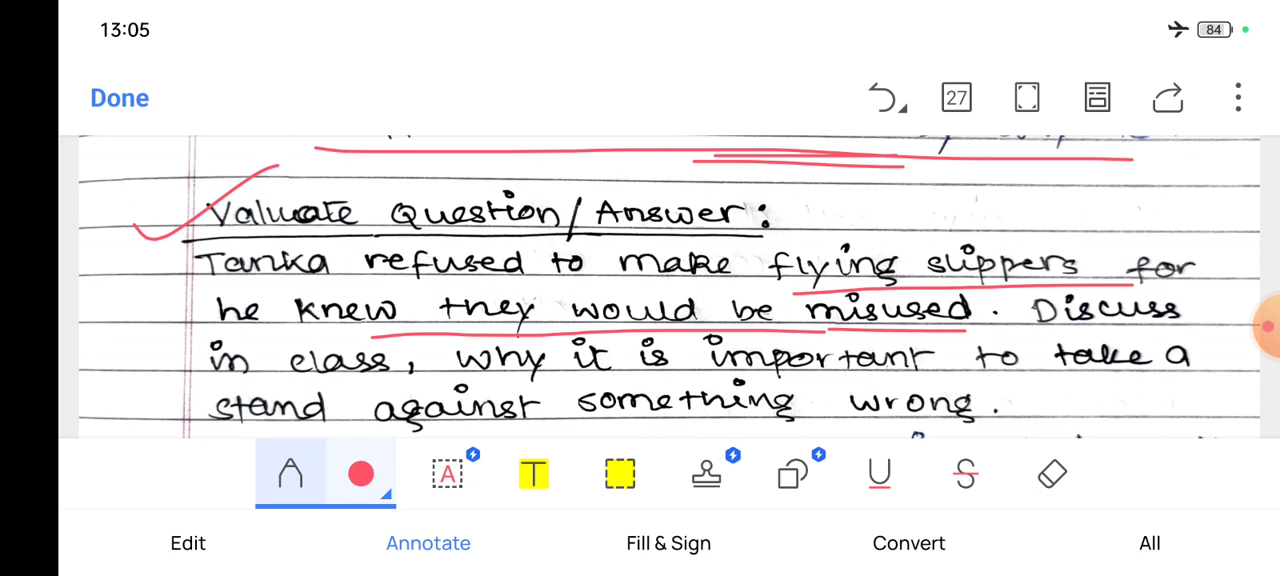 13:05
84
Done
27
Valuate Question/Answer:
Tanka refused to make flying slippers for
he knew they would be misused. Discuss
in class, why it is important to take a
stand against something wrong.
A
T
U
S
Edit
Annotate
Fill & Sign
Convert
All